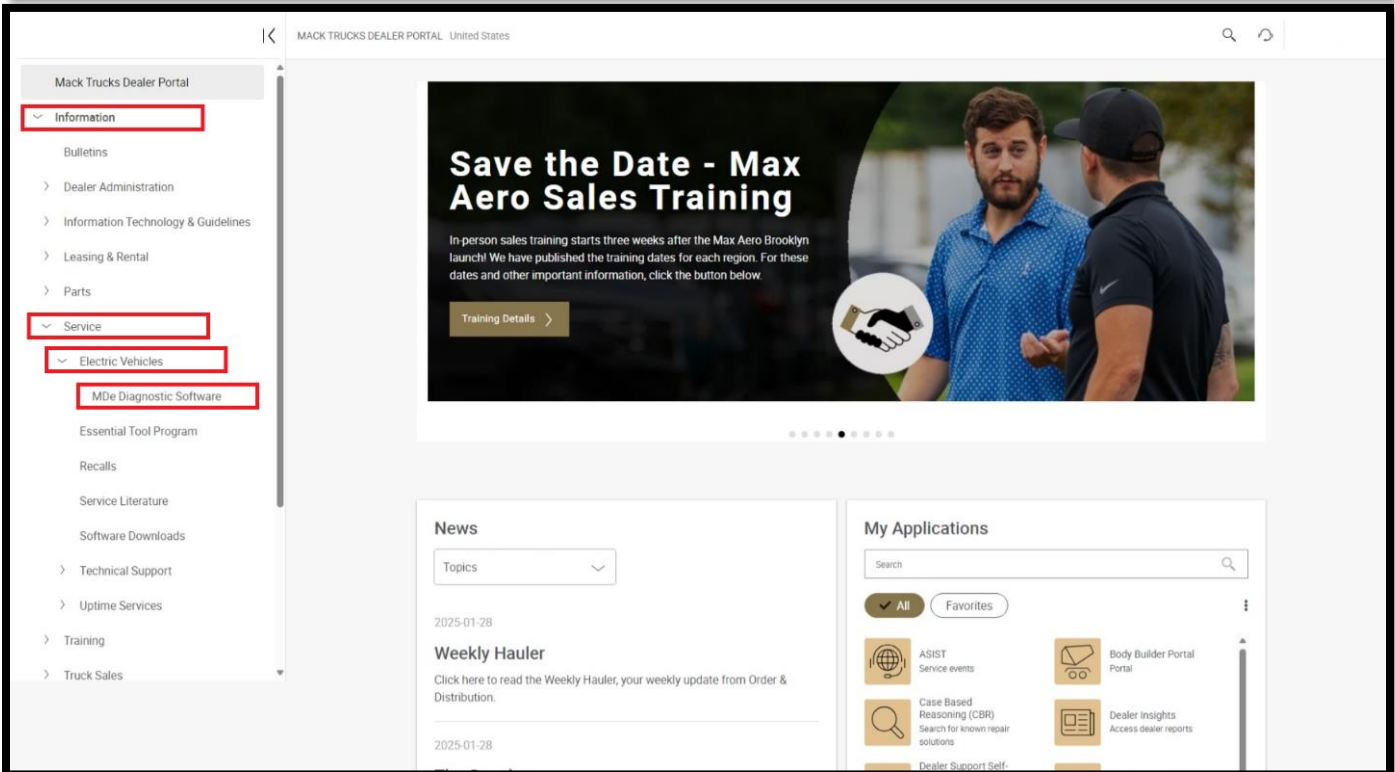 MACK TRUCKS DEALER PORTAL United States
Mack Trucks Dealer Portal
Information
Bulletins
Dealer Administration
Information Technology & Guidelines
Leasing & Rental
Parts
Service
Electric Vehicles
MDe Diagnostic Software
Essential Tool Program
Recalls
Service Literature
Software Downloads
Technical Support
Uptime Services
Training
Truck Sales
Save the Date - Max
Aero Sales Training
In-person sales training starts three weeks after the Max Aero Brooklyn
launch! We have published the training dates for each region. For these
dates and other important information, click the button below.
Training Details
News
Topics
2025-01-28
Weekly Hauler
Click here to read the Weekly Hauler, your weekly update from Order &
Distribution.
2025-01-28
My Applications
Search
All
Favorites
ASIST
Service events
Body Builder Portal
Portal
Case Based
Reasoning (CBR)
Search for known repair
solutions
Dealer Insights
Access dealer reports
Dealer Support Self-